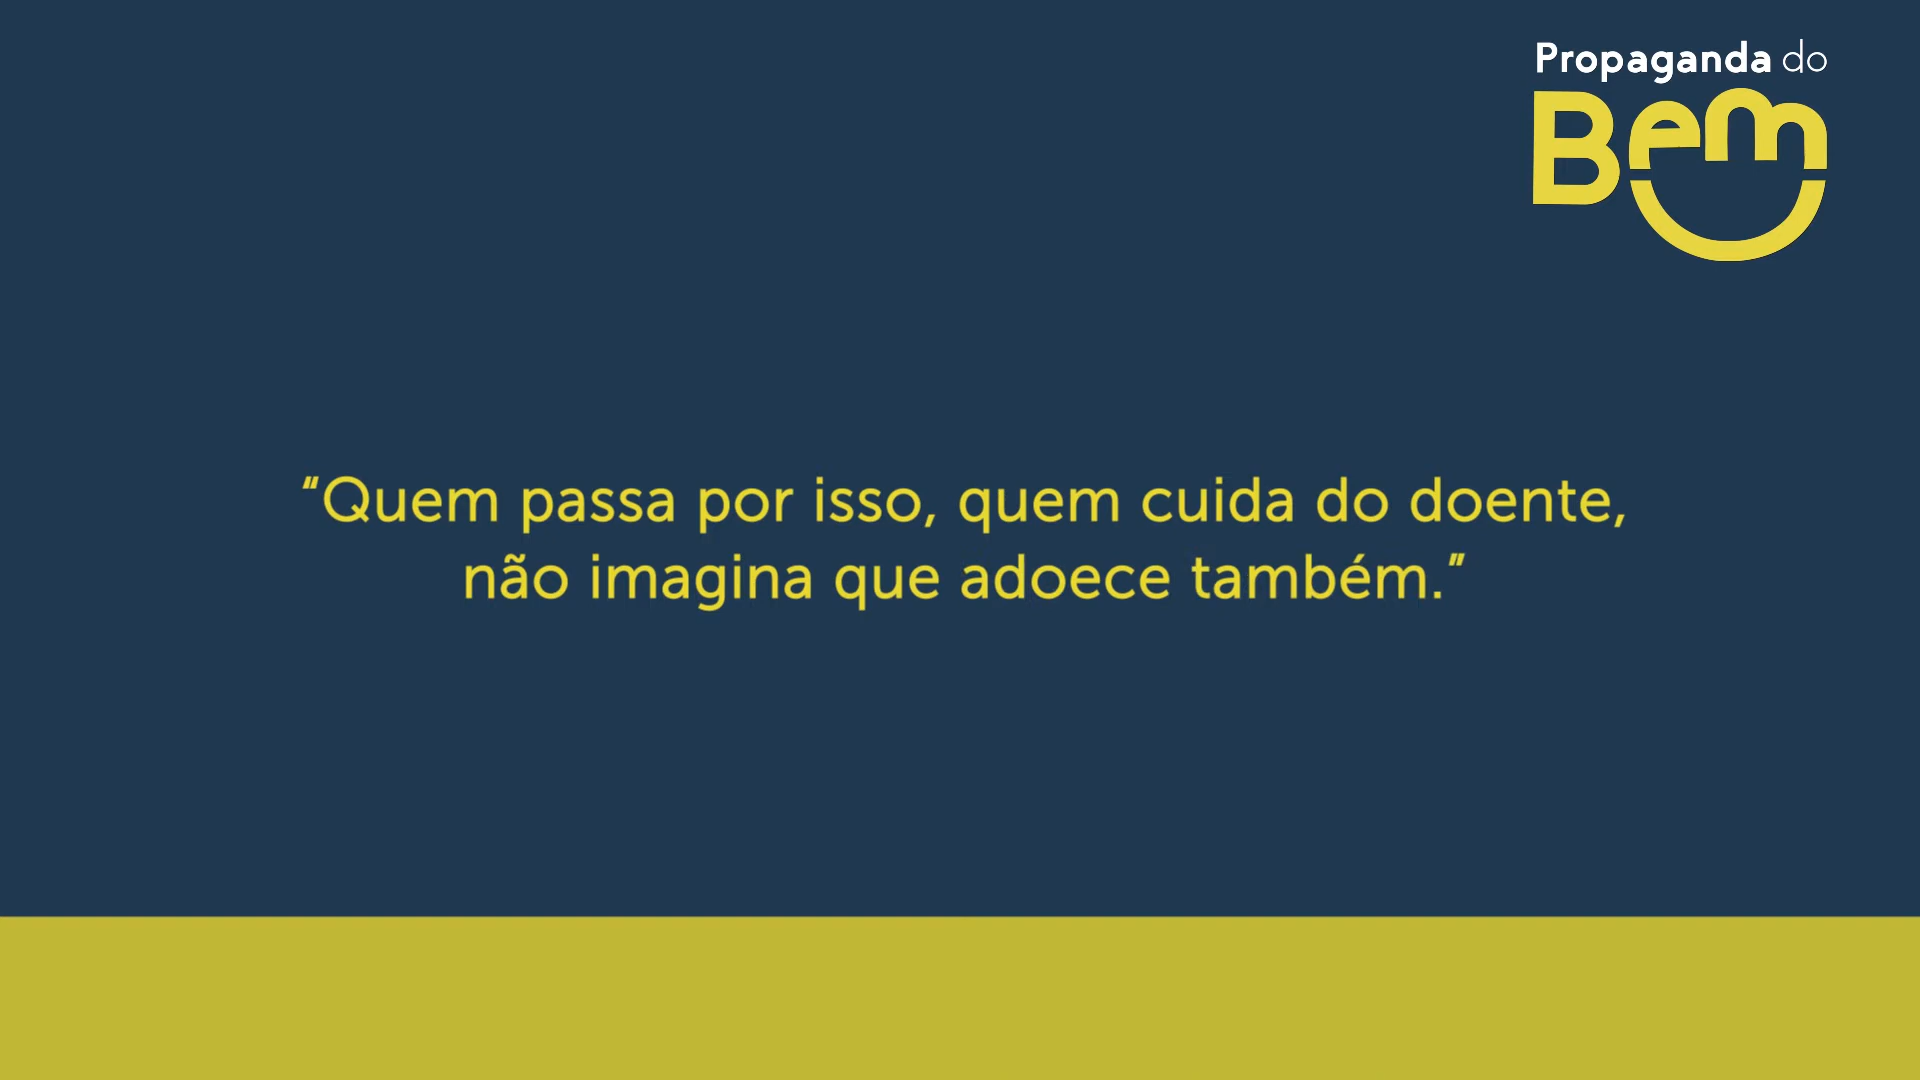 Propaganda do
Bem
“Quem passa por isso, quem cuida do doente,
não imagina que adoece também.”